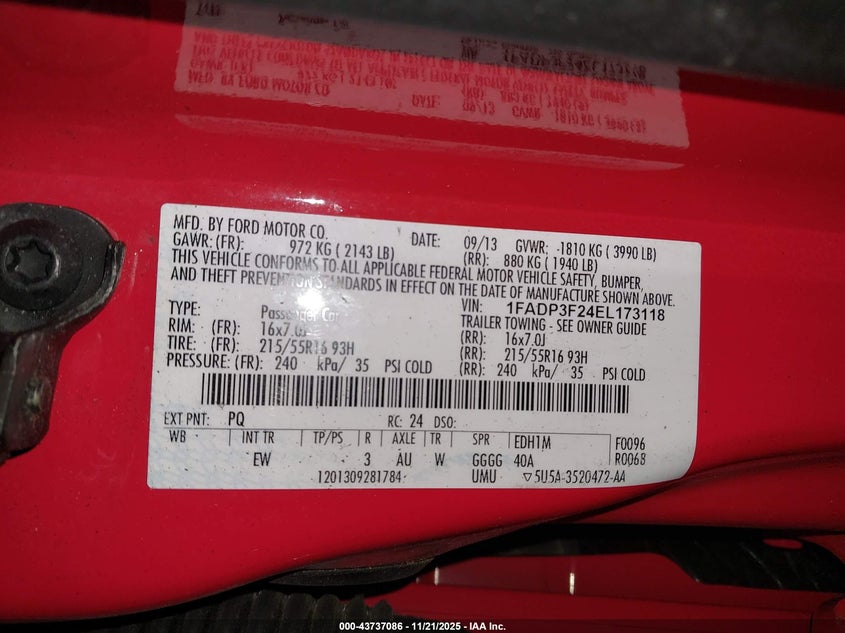 MFD. BY FORD MOTOR CO. DATE: 09/13 GVWR: -1810 KG ( 3990 LB)
GAWR: (FR) 972 KG ( 2143 LB) (RR): 880 KG ( 1940 LB)
THIS VEHICLE CONFORMS TO ALL APPLICABLE FEDERAL MOTOR VEHICLE SAFETY, BUMPER,
AND THEFT PREVENTION STANDARDS IN EFFECT ON THE DATE OF MANUFACTURE SHOWN ABOVE.
VIN: 1FADP3F24EL173118
TYPE: Passenger Car TRAILER TOWING - SEE OWNER GUIDE
RIM: (FR) 16x7.0J (RR): 16x7.0J
TIRE: (FR) 215/55R16 93H (RR): 215/55R16 93H
PRESSURE: (FR) 240 kPa/ 35 PSI COLD (RR): 240 kPa/ 35 PSI COLD
EXT PNT: PQ RC: 24 DSO:
WB INT TR TP/PS R AXLE TR SPR EDH1M F0096
EW 3 AU W GGGG 40A R0068
1201309281784 UMU ▽5U5A-3520472-AA
000-43737086 - 11/21/2025 - IAA Inc.